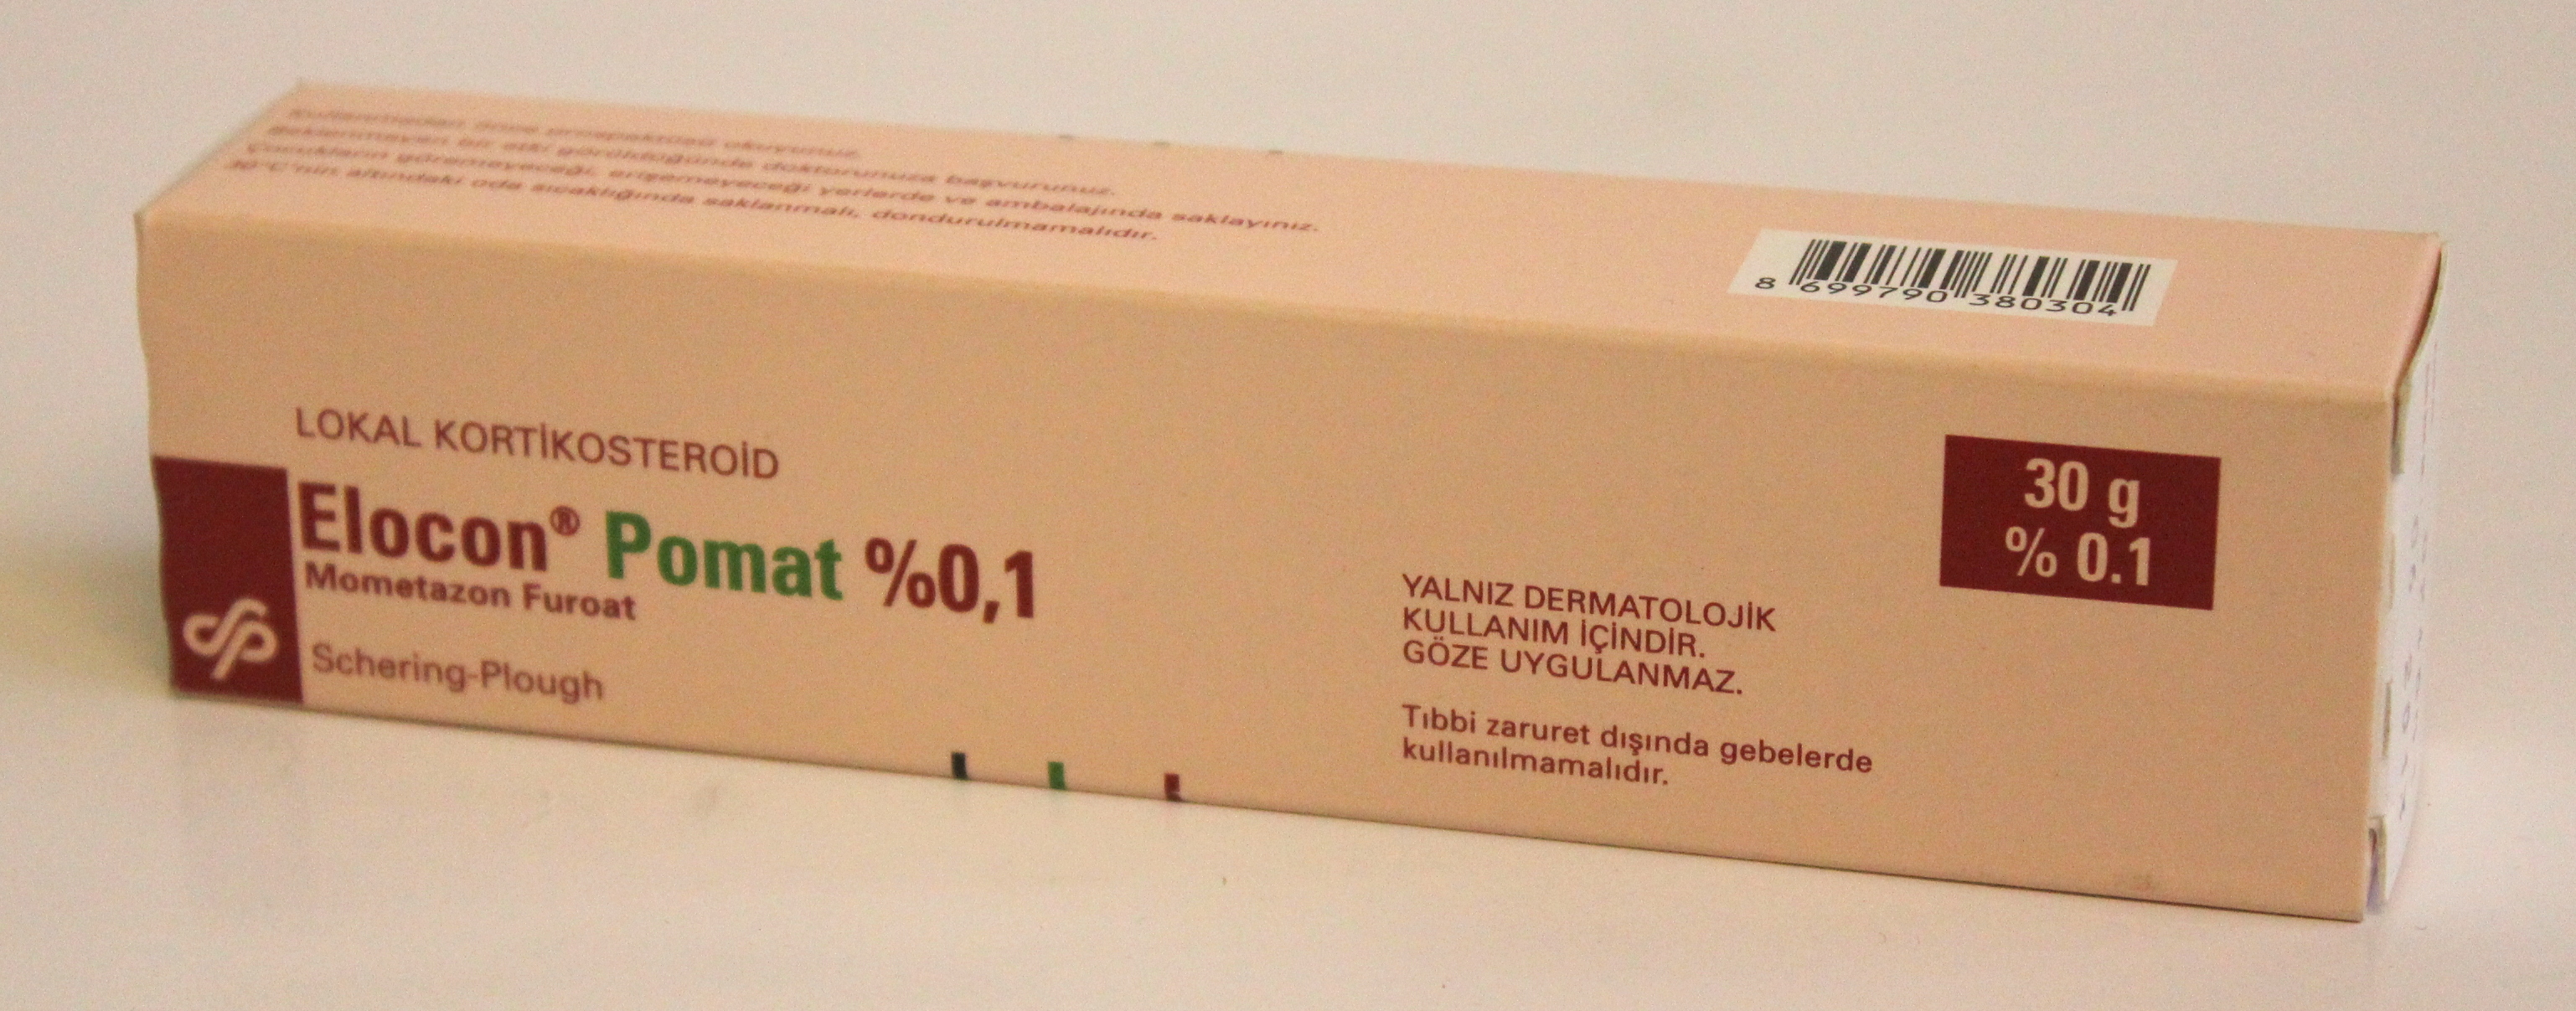 Kullanmadan önce prospektüsü okuyunuz.
Beklenmeyen bir etki görüldüğünde doktorunuza başvurunuz.
Çocukların göremeyeceği, erişemeyeceği yerlerde ve ambalajında saklayınız.
30°C'nin altındaki oda sıcaklığında saklanmalı, dondurulmamalıdır.
8 699790 380304
LOKAL KORTİKOSTEROİD
Elocon® Pomat %0,1
Mometazon Furoat
Schering-Plough
30 g
% 0.1
YALNIZ DERMATOLOJİK
KULLANIM İÇİNDİR.
GÖZE UYGULANMAZ.
Tıbbi zaruret dışında gebelerde
kullanılmamalıdır.